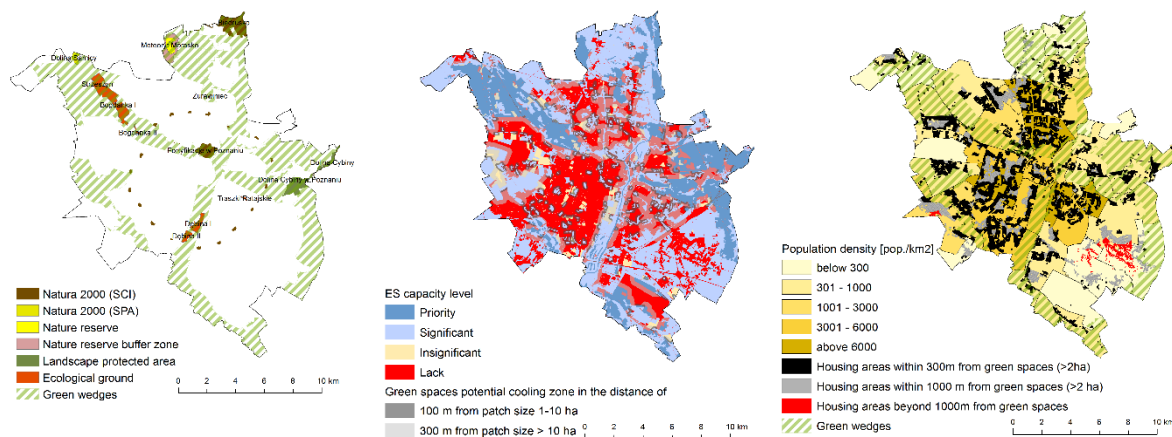 Biedrusko
Meteoryt Morasko
Dolina Samicy
Strzeszyn
Bogdanka I
Żurawiniec
Bogdanka II
Fortyfikacje w Poznaniu
Dolina Cybiny
Dolina Cybiny w Poznaniu
Traszki Ratajskie
Dębina I
Dębina II
Natura 2000 (SCI)
Natura 2000 (SPA)
Nature reserve
Nature reserve buffer zone
Landscape protected area
Ecological ground
Green wedges
0 2 4 6 8 10 km
ES capacity level
Priority
Significant
Insignificant
Lack
Green spaces potential cooling zone in the distance of
100 m from patch size 1-10 ha
300 m from patch size > 10 ha
0 2 4 6 8 10 km
Population density [pop./km2]
below 300
301 - 1000
1001 - 3000
3001 - 6000
above 6000
Housing areas within 300m from green spaces (>2ha)
Housing areas within 1000 m from green spaces (>2 ha)
Housing areas beyond 1000m from green spaces
Green wedges
0 2 4 6 8 10 km